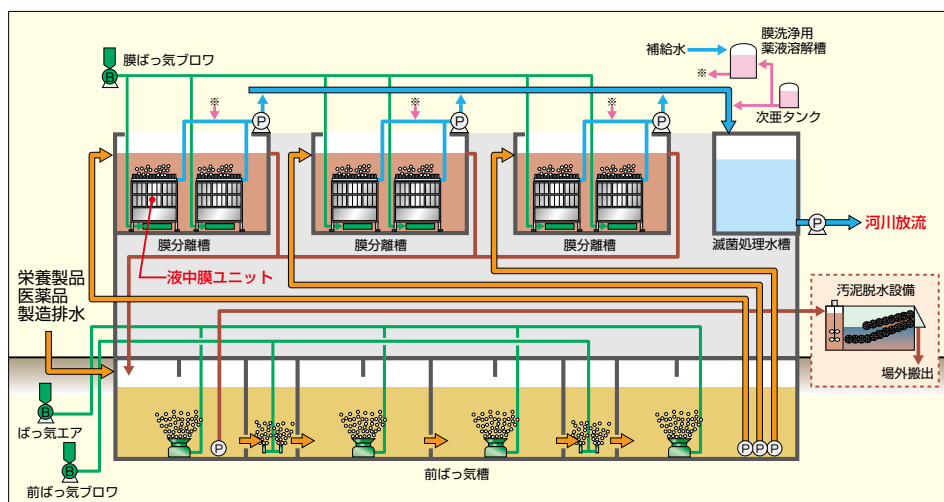 膜ばっ気ブロワ
B
補給水
膜洗浄用
薬液溶解槽
※
次亜タンク
※
※
※
P
P
P
膜分離槽
膜分離槽
膜分離槽
滅菌処理水槽
P
河川放流
液中膜ユニット
栄養製品
医薬品
製造排水
汚泥脱水設備
場外搬出
B
ばっ気エア
B
前ばっ気ブロワ
P
P
P
P
前ばっ気槽